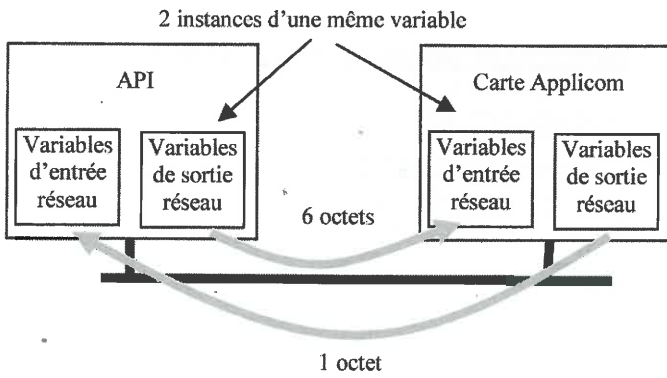 2 instances d'une même variable
API
Carte Applicom
Variables
d'entrée
réseau
Variables
de sortie
réseau
6 octets
Variables
d'entrée
réseau
Variables
de sortie
réseau
1 octet